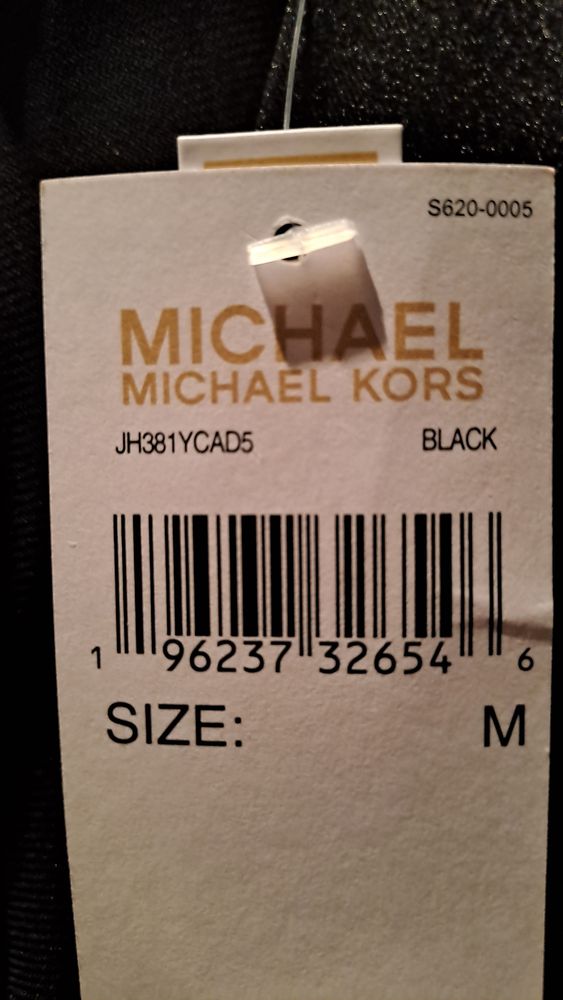 S620-0005
MICHAEL
MICHAEL KORS
JH381YCAD5 BLACK
1 96237 32654 6
SIZE: M